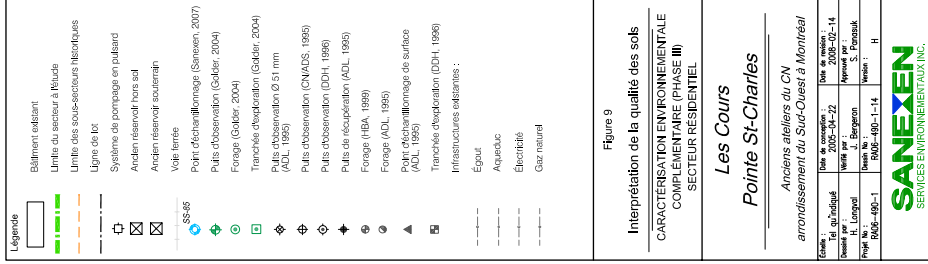 Légende
Bâtiment existant
Limite du secteur à l'étude
Limite des sous-secteurs historiques
Ligne de lot
Système de pompage en puisard
Ancien réservoir hors sol
Ancien réservoir souterrain
Voie ferrée
SS-85
Point d'échantillonnage (Sanexen, 2007)
Puits d'observation (Golder, 2004)
Forage (Golder, 2004)
Tranchée d'exploration (Golder, 2004)
Puits d'observation Ø 51 mm
(ADL, 1995)
Puits d'observation (CN/ADS, 1995)
Puits d'observation (DDH, 1996)
Puits de récupération (ADL, 1995)
Forage (HBA, 1999)
Forage (ADL, 1995)
Point d'échantillonnage de surface
(ADL, 1995)
Tranchée d'exploration (DDH, 1996)
Infrastructures existantes :
Égout
Aqueduc
Électricité
Gaz naturel
Figure 9
Interprétation de la qualité des sols
CARACTÉRISATION ENVIRONNEMENTALE
COMPLÉMENTAIRE (PHASE III)
SECTEUR RÉSIDENTIEL
Les Cours
Pointe St-Charles
Anciens ateliers du CN
arrondissement du Sud-Ouest à Montréal
Échelle : Tel qu'indiqué
Date de conception : 2005-04-22
Date de révision : 2008-02-14
Dessiné par : H. Longval
Vérifié par : J. Bergeron
Approuvé par : S. Panasuk
Projet No : RA06-490-1
Dessin No : RA06-490-1-14
Version : H
SANEXEN
SERVICES ENVIRONNEMENTAUX INC.